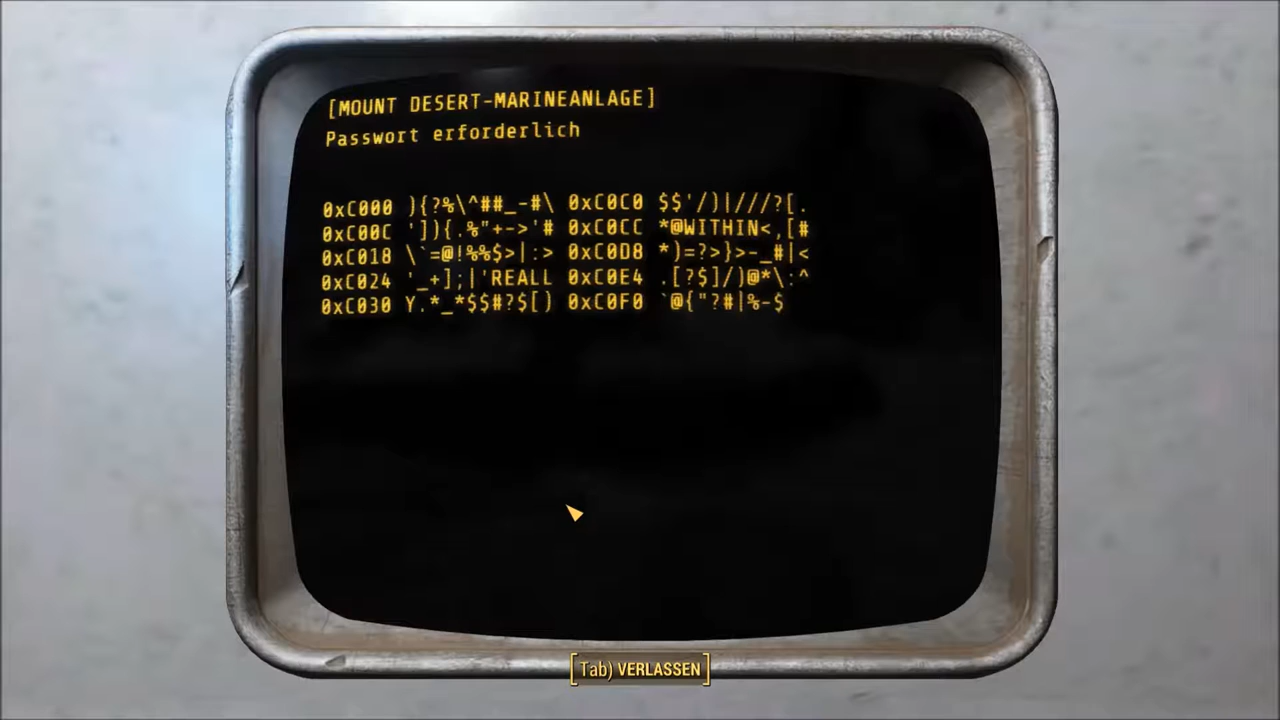 [MOUNT DESERT-MARINEANLAGE]
Passwort erforderlich
0xC000 ){?%\^##_-#\ 0xC0C0 $$'/)|///?[.
0xC00C ']){.%"+->'# 0xC0CC *@WITHIN<,[#
0xC018 \`=@!%%$>|:> 0xC0D8 *)=?>}>-_#|<
0xC024 '_+];|'REALL 0xC0E4 .[?$]/)@*\:^
0xC030 Y.*_*$$#?$[) 0xC0F0 `@{"?#|%-$
[Tab) VERLASSEN]